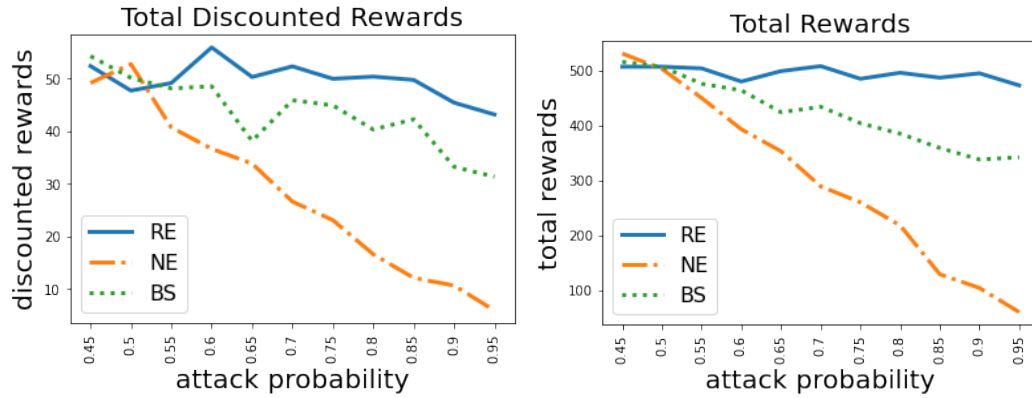 Total Discounted Rewards
discounted rewards
50
40
30
20
10
RE
NE
BS
0.45
0.5
0.55
0.6
0.65
0.7
0.75
0.8
0.85
0.9
0.95
attack probability
Total Rewards
total rewards
500
400
300
200
100
RE
NE
BS
0.45
0.5
0.55
0.6
0.65
0.7
0.75
0.8
0.85
0.9
0.95
attack probability